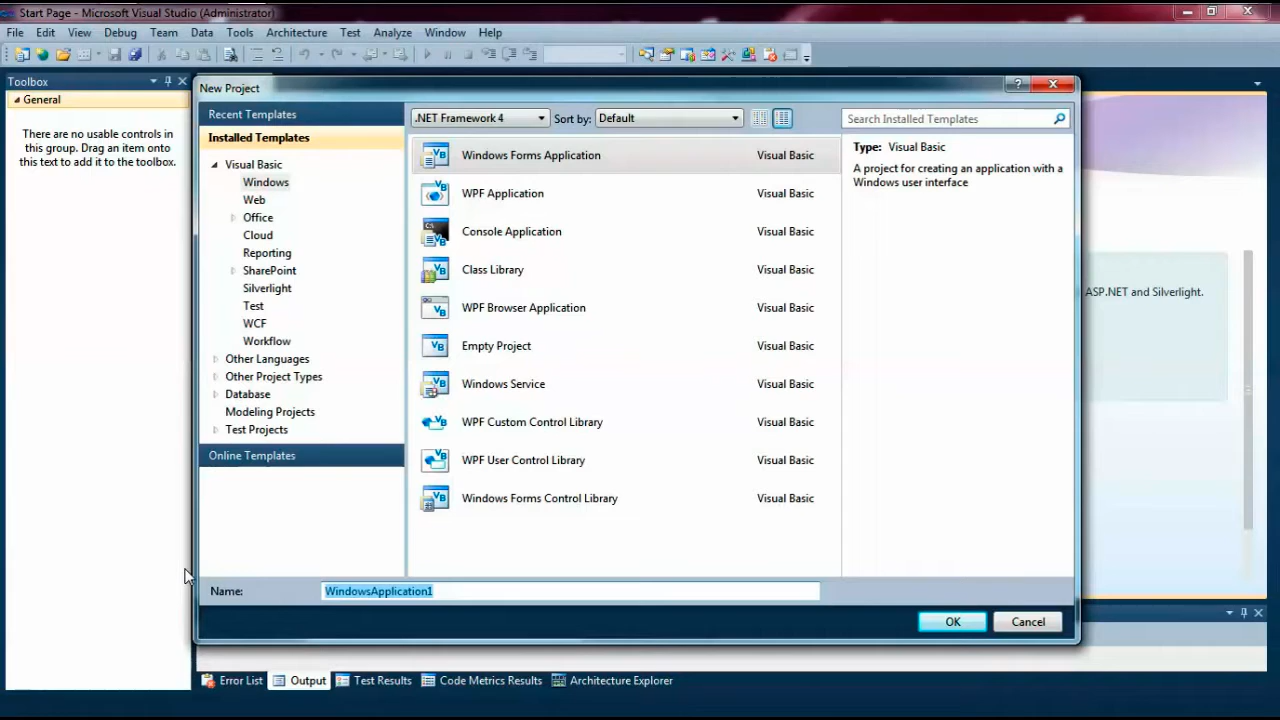 Start Page - Microsoft Visual Studio (Administrator)
File Edit View Debug Team Data Tools Architecture Test Analyze Window Help
Toolbox
General
There are no usable controls in
this group. Drag an item onto
this text to add it to the toolbox.
New Project
Recent Templates
Installed Templates
Visual Basic
Windows
Web
Office
Cloud
Reporting
SharePoint
Silverlight
Test
WCF
Workflow
Other Languages
Other Project Types
Database
Modeling Projects
Test Projects
Online Templates
.NET Framework 4 Sort by: Default
Windows Forms Application Visual Basic
WPF Application Visual Basic
Console Application Visual Basic
Class Library Visual Basic
WPF Browser Application Visual Basic
Empty Project Visual Basic
Windows Service Visual Basic
WPF Custom Control Library Visual Basic
WPF User Control Library Visual Basic
Windows Forms Control Library Visual Basic
Search Installed Templates
Type: Visual Basic
A project for creating an application with a
Windows user interface
ASP.NET and Silverlight.
Name: WindowsApplication1
OK Cancel
Error List Output Test Results Code Metrics Results Architecture Explorer